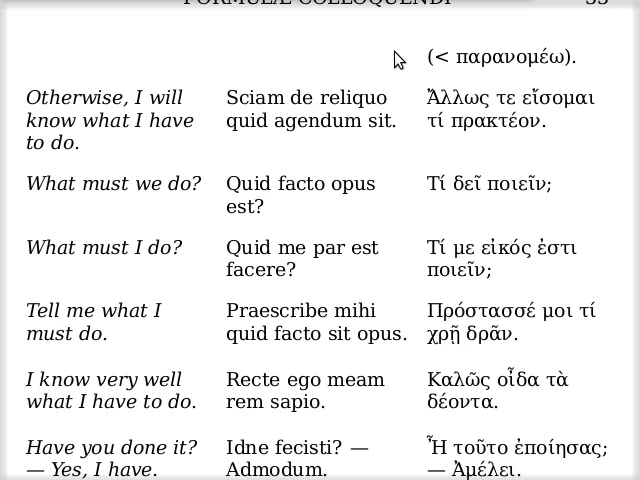 FORMULÆ COLLOQUENDI 33
(< παρανομέω).
Otherwise, I will
know what I have
to do.
Sciam de reliquo
quid agendum sit.
Ἄλλως τε εἴσομαι
τί πρακτέον.
What must we do?
Quid facto opus
est?
Τί δεῖ ποιεῖν;
What must I do?
Quid me par est
facere?
Τί με εἰκός ἐστι
ποιεῖν;
Tell me what I
must do.
Praescribe mihi
quid facto sit opus.
Πρόστασσέ μοι τί
χρῇ δρᾶν.
I know very well
what I have to do.
Recte ego meam
rem sapio.
Καλῶς οἶδα τὰ
δέοντα.
Have you done it?
— Yes, I have.
Idne fecisti? —
Admodum.
Ἦ τοῦτο ἐποίησας;
— Ἀμέλει.